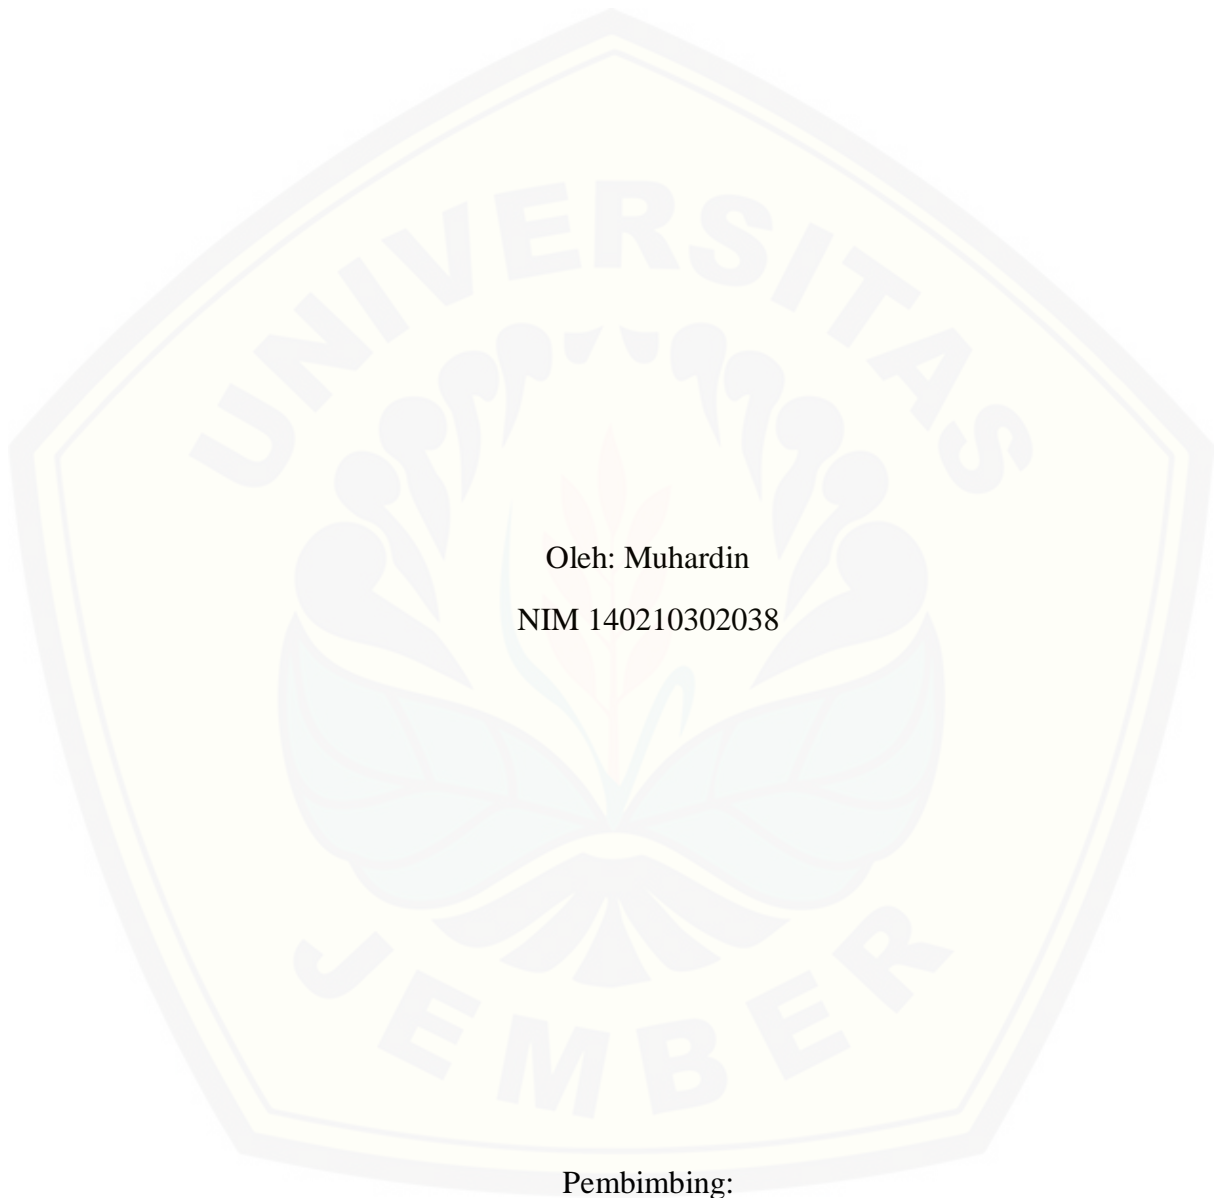 UNIVERSITAS
Oleh: Muhardin
NIM 140210302038
JEMBER
Pembimbing: